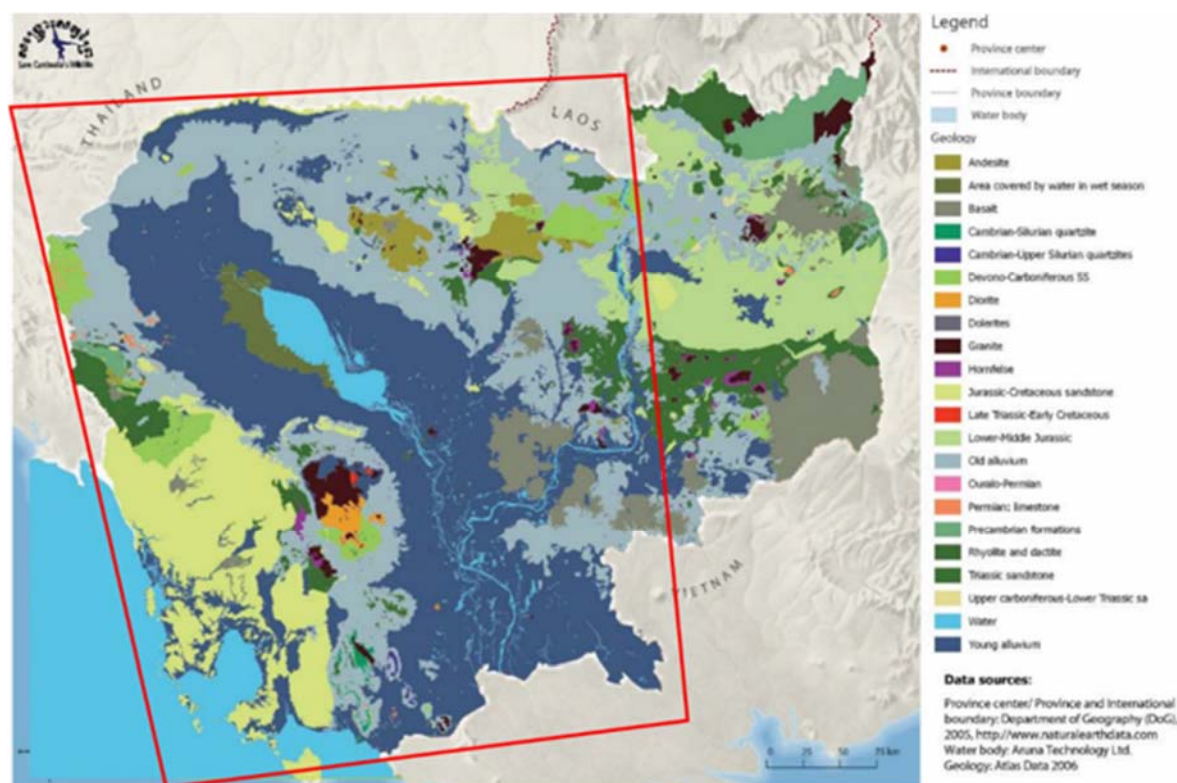 Save Cambodia's Wildlife
THAILAND
LAOS
VIETNAM
0 25 50 75 km
Legend
Province center
International boundary
Province boundary
Water body
Geology
Andesite
Area covered by water in wet season
Basalt
Cambrian-Silurian quartzite
Cambrian-Upper Silurian quartzites
Devono-Carboniferous SS
Diorite
Dolerites
Granite
Hornfelse
Jurassic-Cretaceous sandstone
Late Triassic-Early Cretaceous
Lower-Middle Jurassic
Old alluvium
Ouralo-Permian
Permian; limestone
Precambrian formations
Rhyolite and dactite
Triassic sandstone
Upper carboniferous-Lower Triassic sa
Water
Young alluvium
Data sources:
Province center/ Province and International
boundary: Department of Geography (DoG),
2005, http://www.naturalearthdata.com
Water body: Aruna Technology Ltd.
Geology: Atlas Data 2006